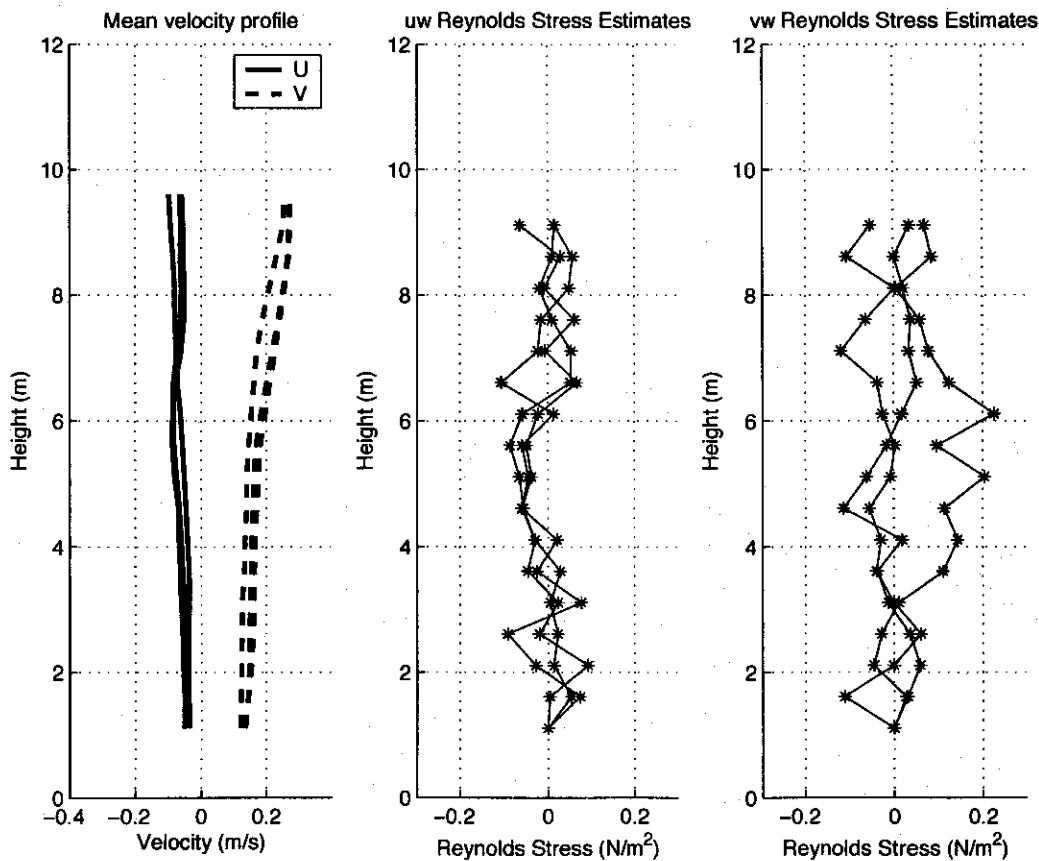 Mean velocity profile
12
10
8
6
4
2
0
Height (m)
U
V
−0.4
−0.2
0
0.2
Velocity (m/s)
uw Reynolds Stress Estimates
12
10
8
6
4
2
0
Height (m)
−0.2
0
0.2
Reynolds Stress (N/m²)
vw Reynolds Stress Estimates
12
10
8
6
4
2
0
Height (m)
−0.2
0
0.2
Reynolds Stress (N/m²)